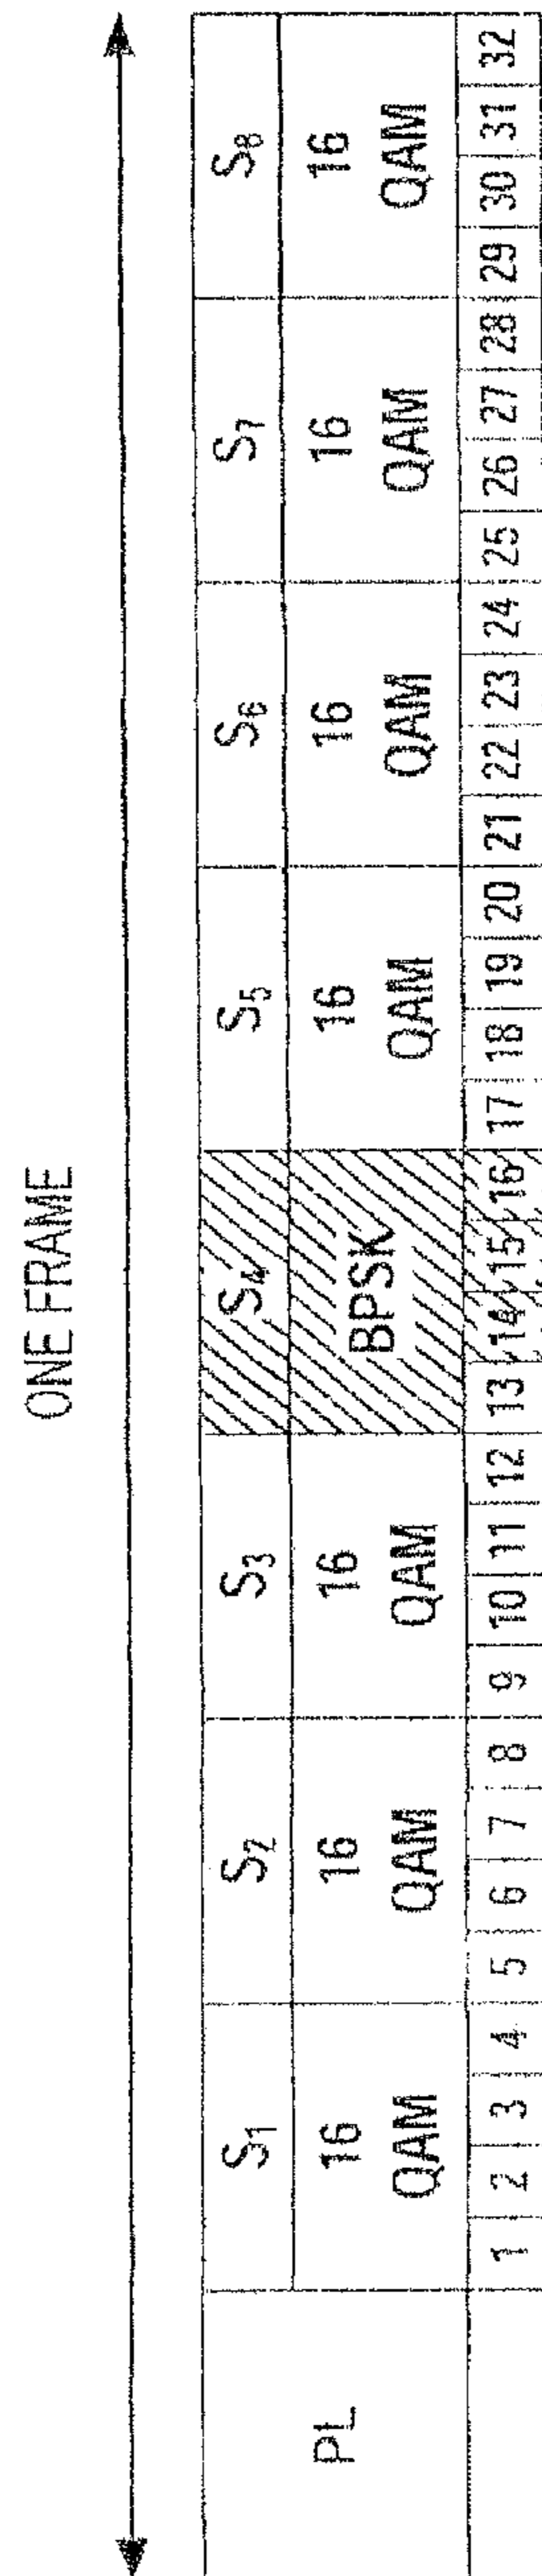 ONE FRAME
PL S₁ S₂ S₃ S₄ S₅ S₆ S₇ S₈
16 QAM 16 QAM 16 QAM BPSK 16 QAM 16 QAM 16 QAM 16 QAM
1 2 3 4 5 6 7 8 9 10 11 12 13 14 15 16 17 18 19 20 21 22 23 24 25 26 27 28 29 30 31 32